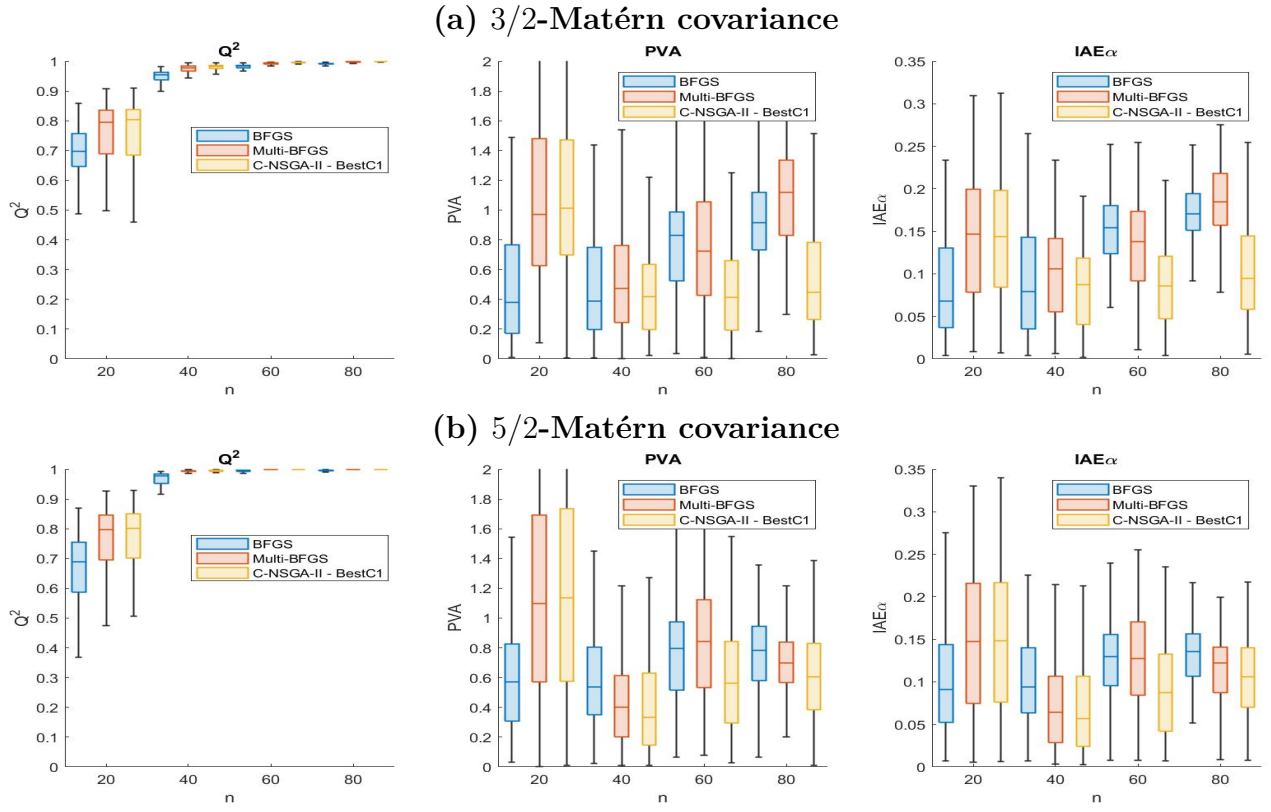 (a) 3/2-Matérn covariance
Q²
1
0.9
0.8
0.7
0.6
0.5
0.4
0.3
0.2
0.1
0
Q²
20 40 60 80
n
BFGS
Multi-BFGS
C-NSGA-II - BestC1
PVA
2
1.8
1.6
1.4
1.2
1
0.8
0.6
0.4
0.2
0
PVA
20 40 60 80
n
BFGS
Multi-BFGS
C-NSGA-II - BestC1
IAEα
0.35
0.3
0.25
0.2
0.15
0.1
0.05
0
IAEα
20 40 60 80
n
BFGS
Multi-BFGS
C-NSGA-II - BestC1
(b) 5/2-Matérn covariance
Q²
1
0.9
0.8
0.7
0.6
0.5
0.4
0.3
0.2
0.1
0
Q²
20 40 60 80
n
BFGS
Multi-BFGS
C-NSGA-II - BestC1
PVA
2
1.8
1.6
1.4
1.2
1
0.8
0.6
0.4
0.2
0
PVA
20 40 60 80
n
BFGS
Multi-BFGS
C-NSGA-II - BestC1
IAEα
0.35
0.3
0.25
0.2
0.15
0.1
0.05
0
IAEα
20 40 60 80
n
BFGS
Multi-BFGS
C-NSGA-II - BestC1